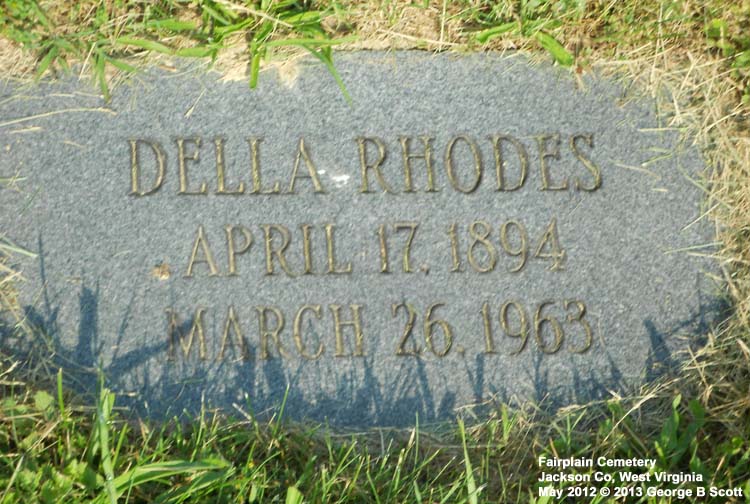 DELLA RHODES
APRIL 17, 1894
MARCH 26, 1963
Fairplain Cemetery
Jackson Co, West Virginia
May 2012 © 2013 George B Scott